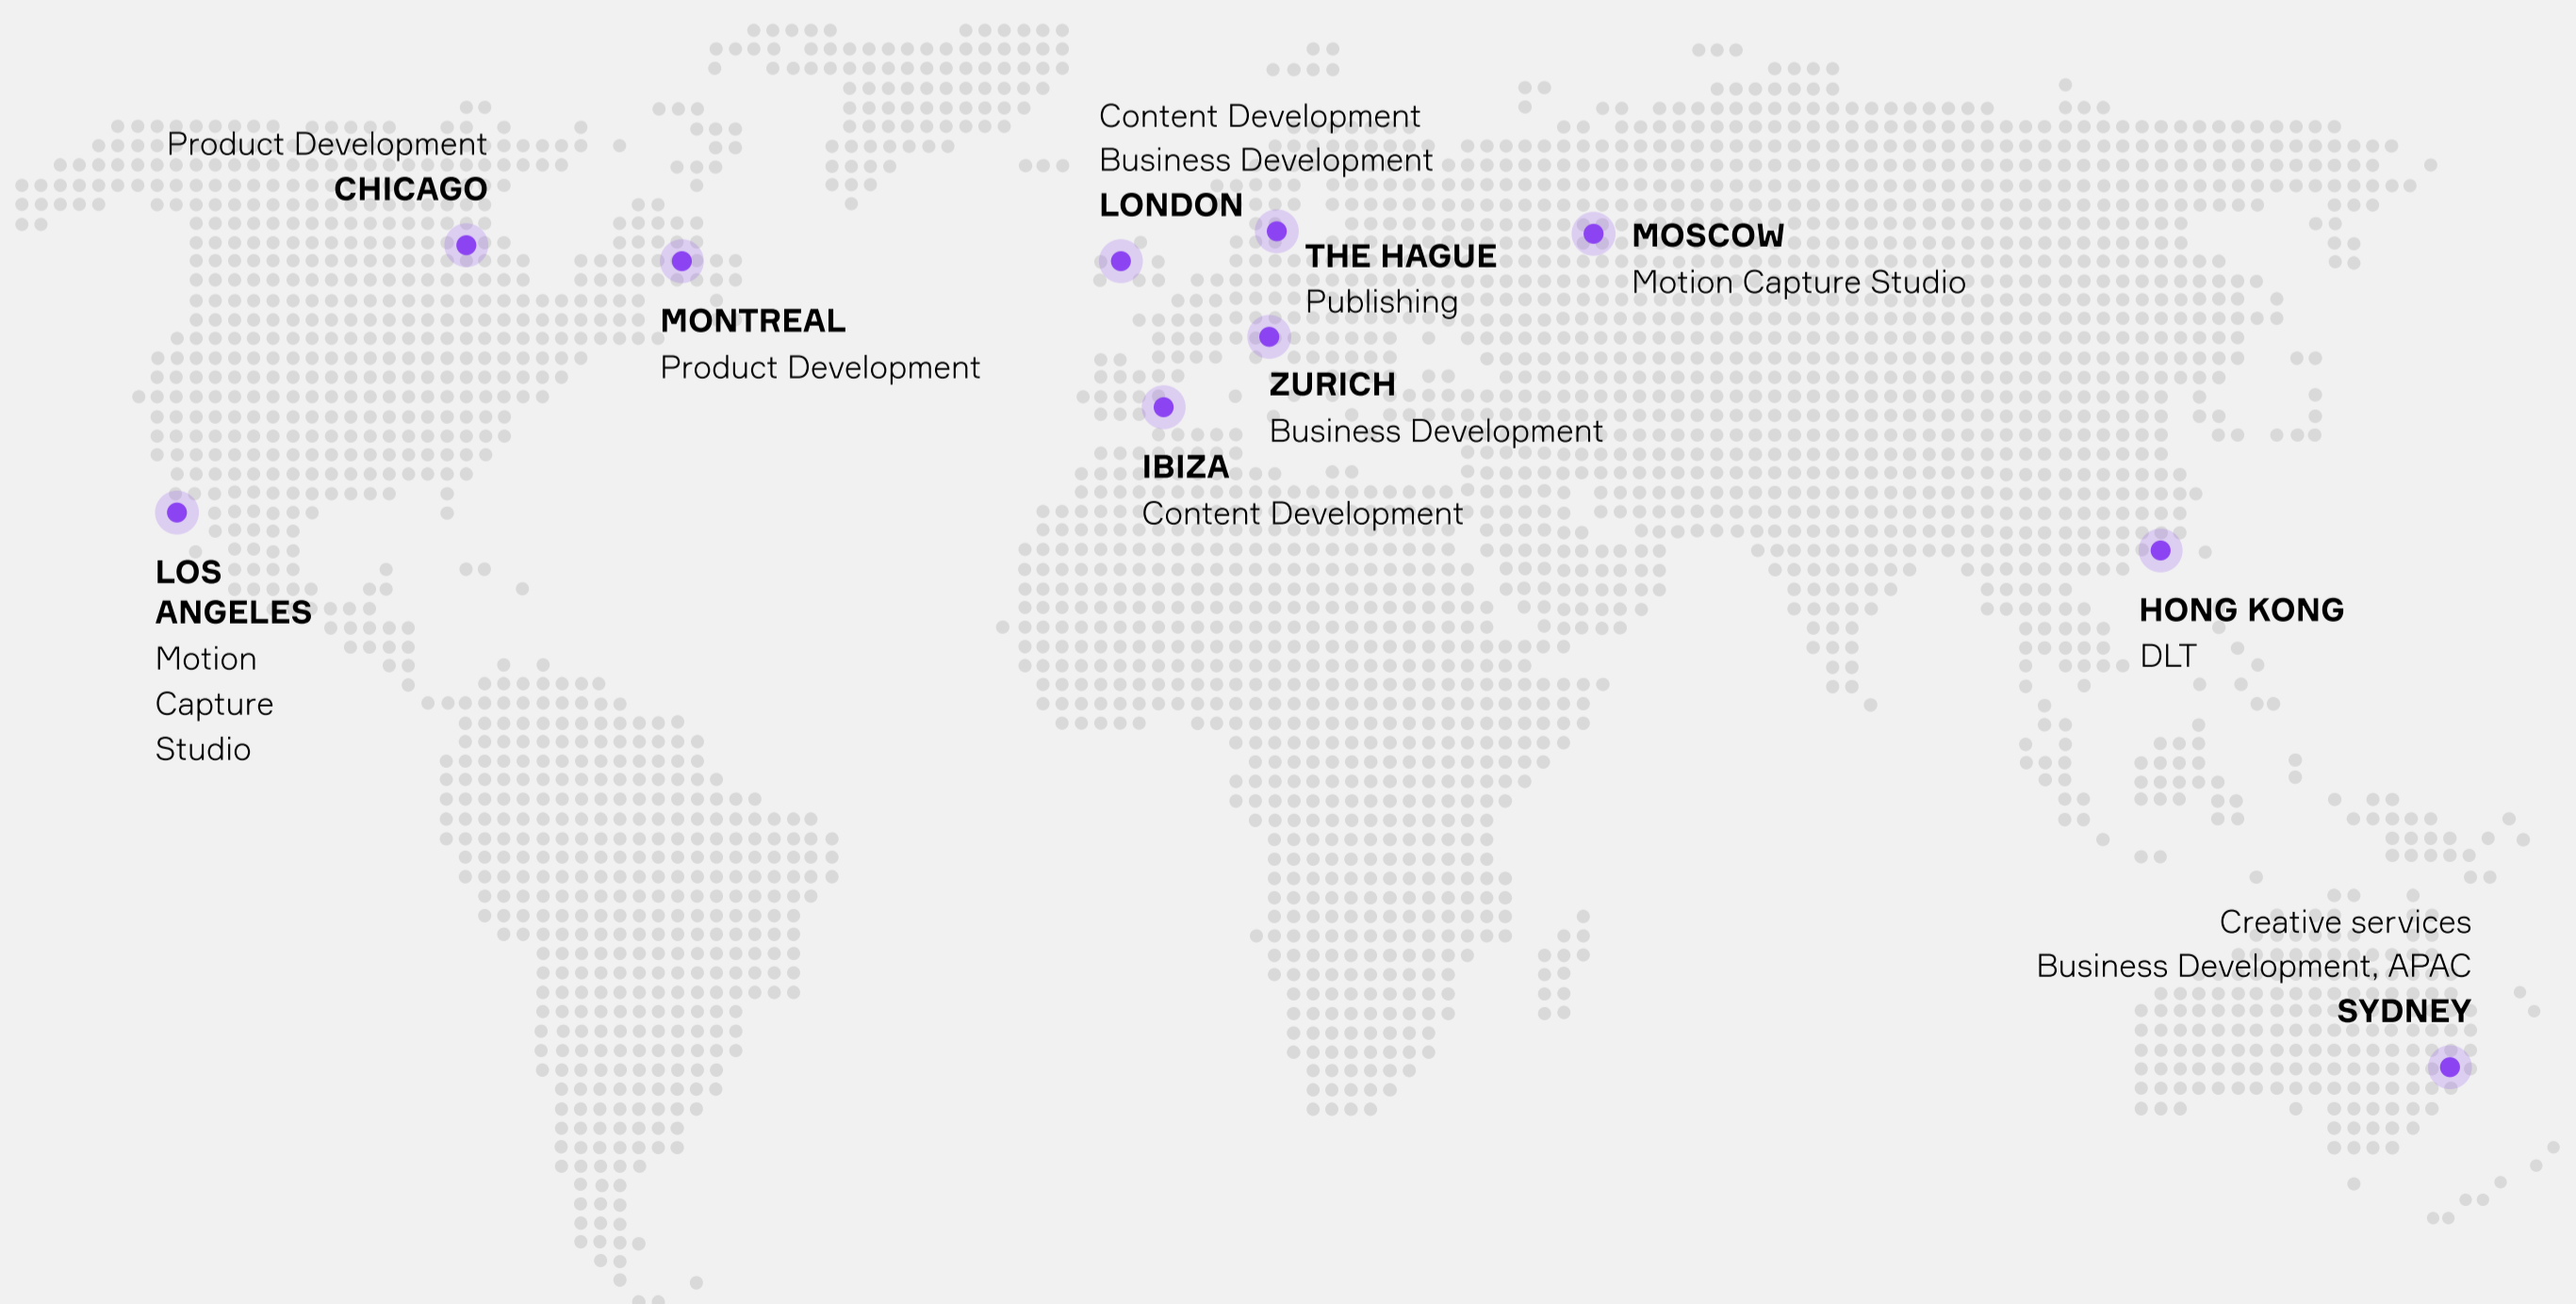 Product Development
CHICAGO
MONTREAL
Product Development
LOS
ANGELES
Motion
Capture
Studio
Content Development
Business Development
LONDON
THE HAGUE
Publishing
MOSCOW
Motion Capture Studio
ZURICH
Business Development
IBIZA
Content Development
HONG KONG
DLT
Creative services
Business Development, APAC
SYDNEY